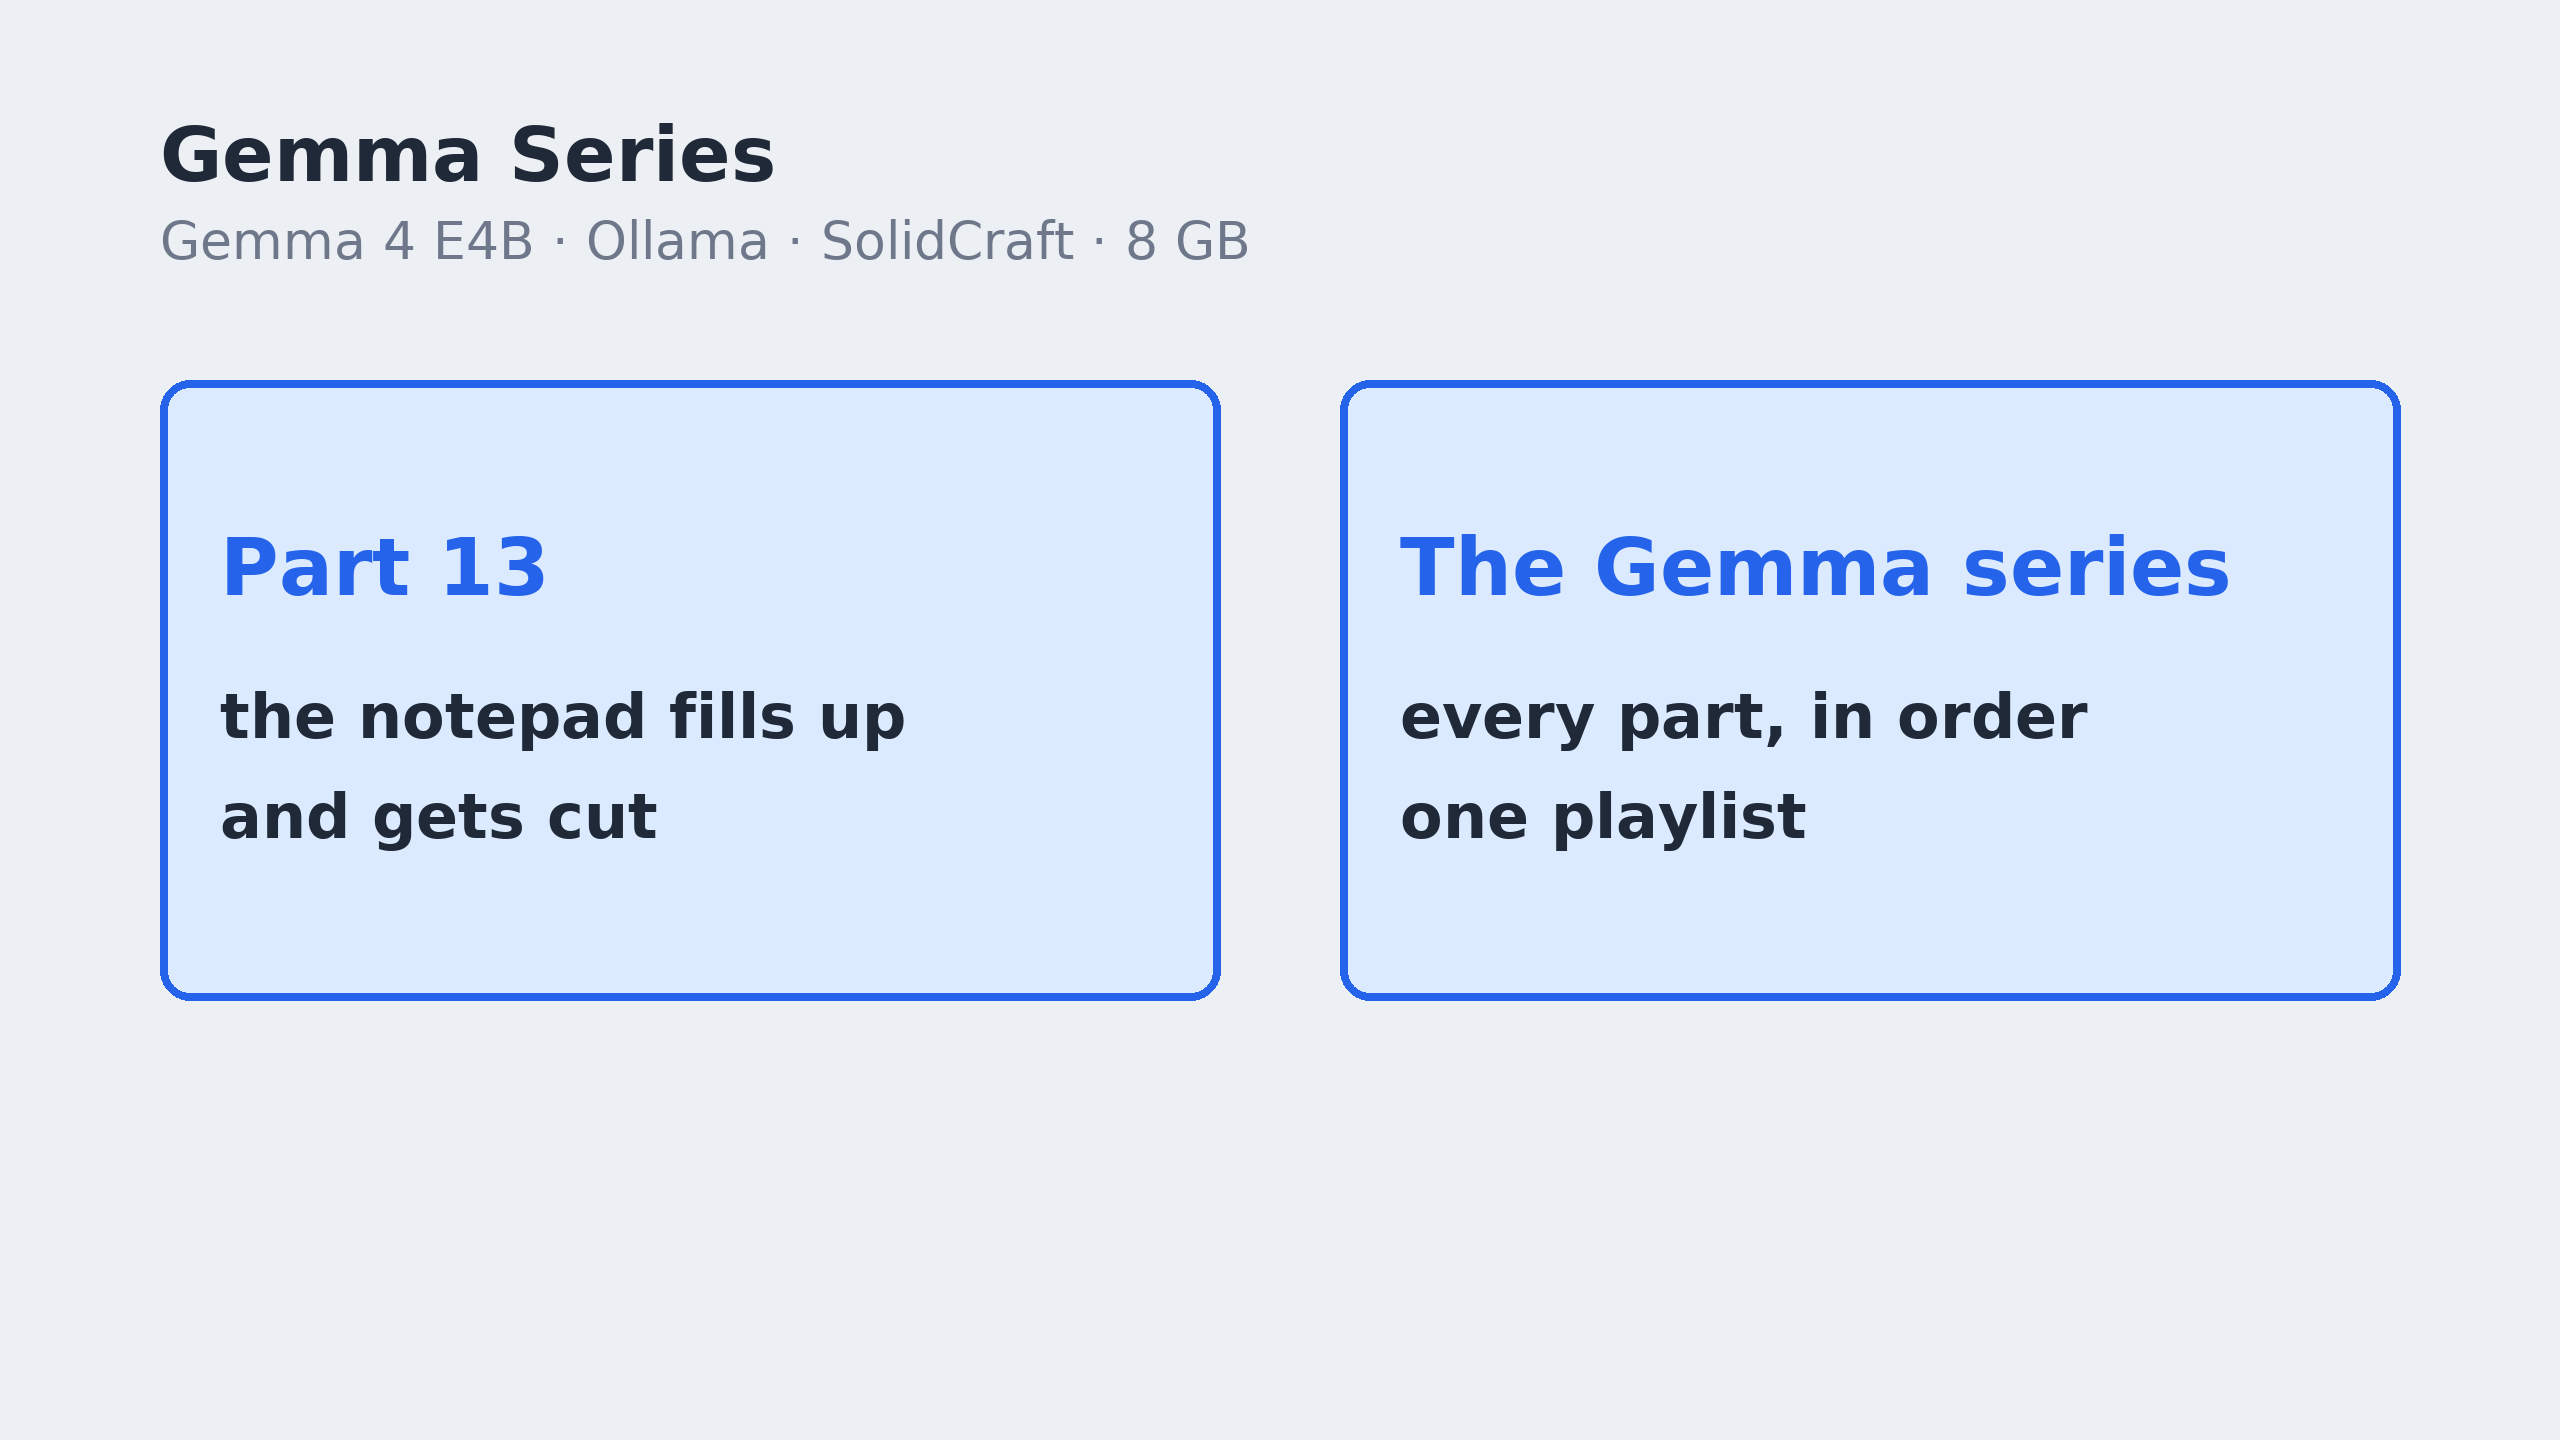 Gemma Series
Gemma 4 E4B · Ollama · SolidCraft · 8 GB
Part 13
the notepad fills up
and gets cut
The Gemma series
every part, in order
one playlist